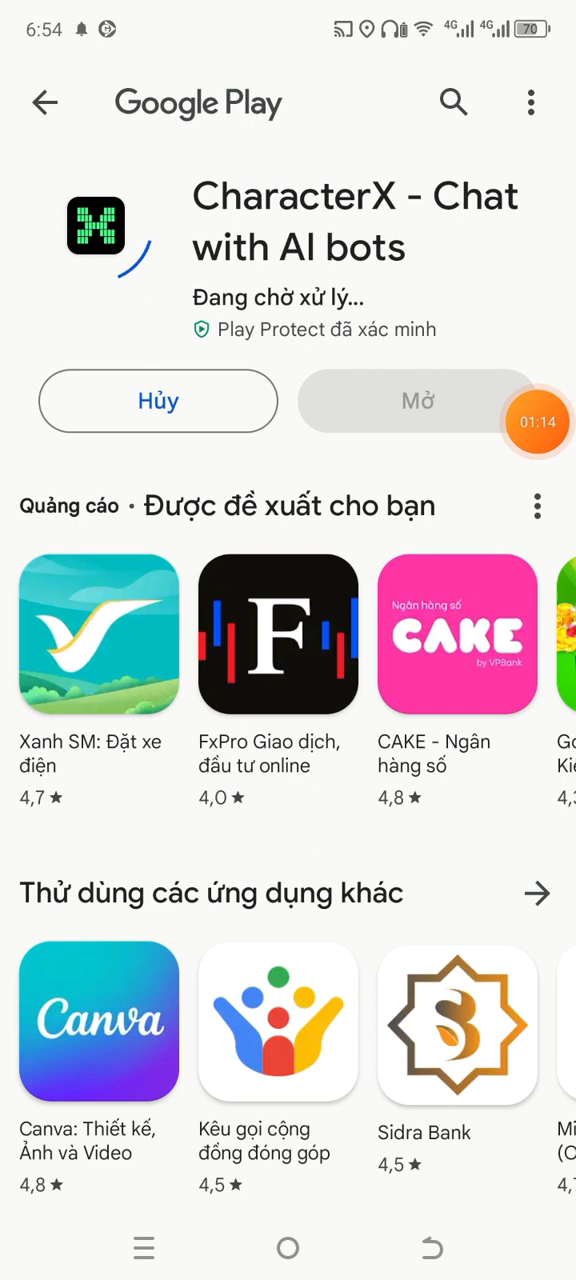 6:54
4G 4G 70
Google Play
CharacterX - Chat
with AI bots
Đang chờ xử lý...
Play Protect đã xác minh
Hủy
Mở
01:14
Quảng cáo • Được đề xuất cho bạn
Ngân hàng số
CAKE
by VPBank
F
Xanh SM: Đặt xe
điện
4,7 ★
FxPro Giao dịch,
đầu tư online
4,0 ★
CAKE - Ngân
hàng số
4,8 ★
Thử dùng các ứng dụng khác
Canva
Canva: Thiết kế,
Ảnh và Video
4,8 ★
Kêu gọi cộng
đồng đóng góp
4,5 ★
Sidra Bank
4,5 ★